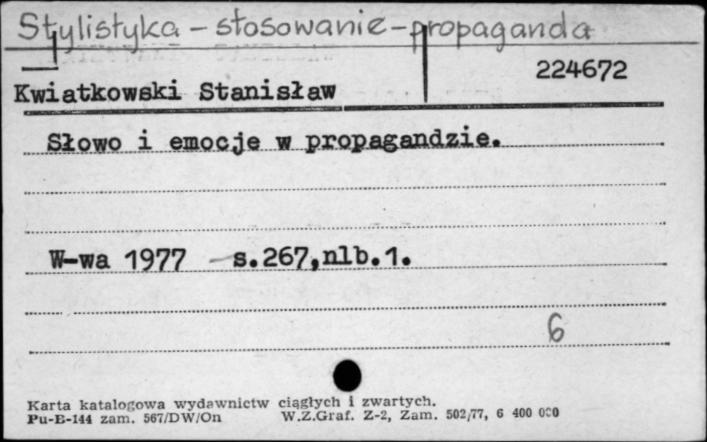 Stylistyka - stosowanie - propaganda
224672
Kwiatkowski Stanisław
Słowo i emocje w propagandzie.
W-wa 1977 - s.267,nlb.1.
6
Karta katalogowa wydawnictw ciągłych i zwartych.
Pu-E-144 zam. 567/DW/On W.Z.Graf. Z-2, Zam. 502/77, 6 400 000